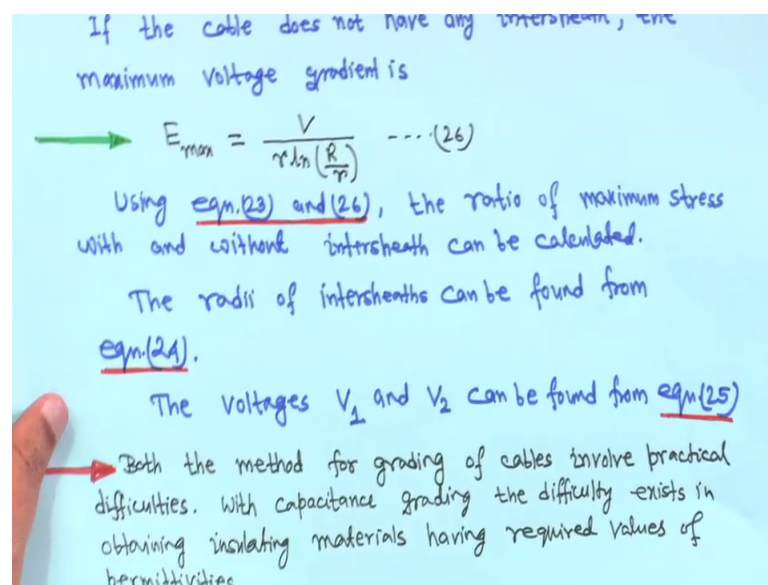 If the cable does not have any intersheath, the
maximum voltage gradient is
E_max = V / (r ln(R/r)) ----(26)
Using eqn.(23) and (26), the ratio of maximum stress
with and without intersheath can be calculated.
The radii of intersheaths can be found from
eqn.(24).
The voltages V_1 and V_2 can be found from eqn(25)
Both the method for grading of cables involve practical
difficulties. With capacitance grading the difficulty exists in
obtaining insulating materials having required values of
permittivities